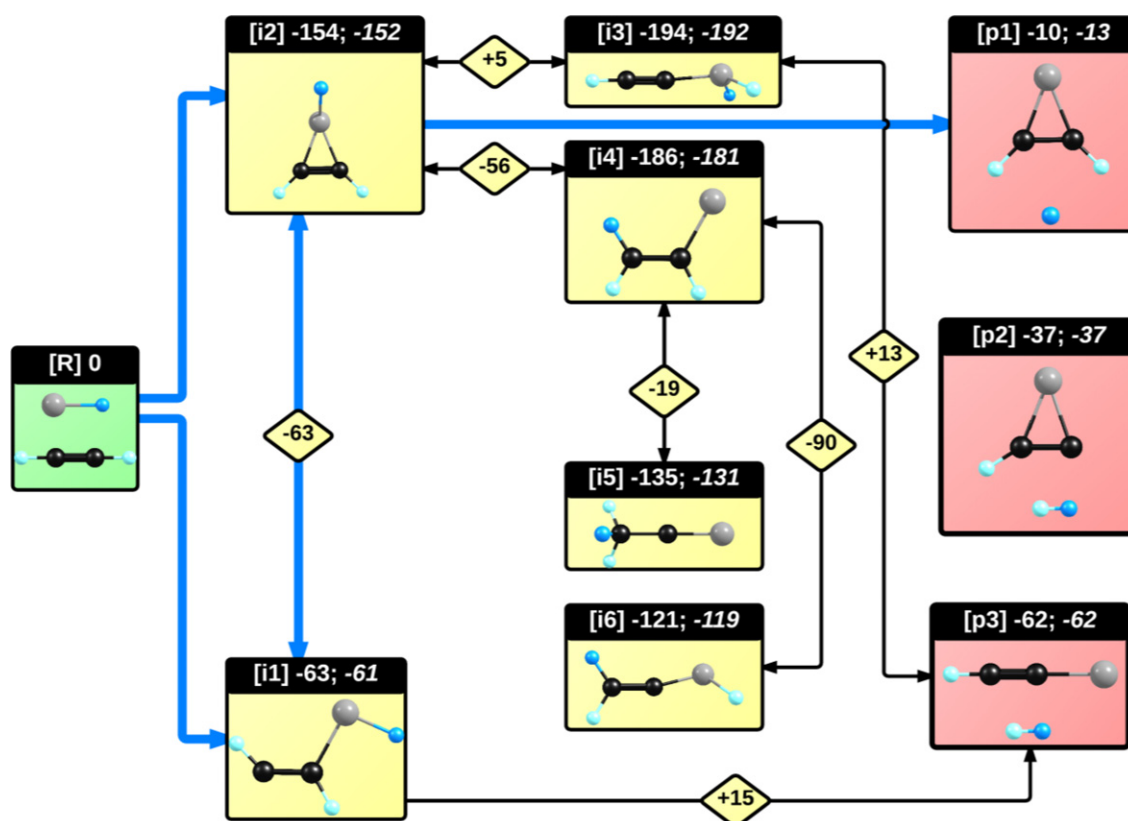 [i2] -154; -152
[i3] -194; -192
[p1] -10; -13
+5
[i4] -186; -181
-56
[R] 0
[p2] -37; -37
+13
-19
-63
-90
[i5] -135; -131
[i6] -121; -119
[p3] -62; -62
[i1] -63; -61
+15